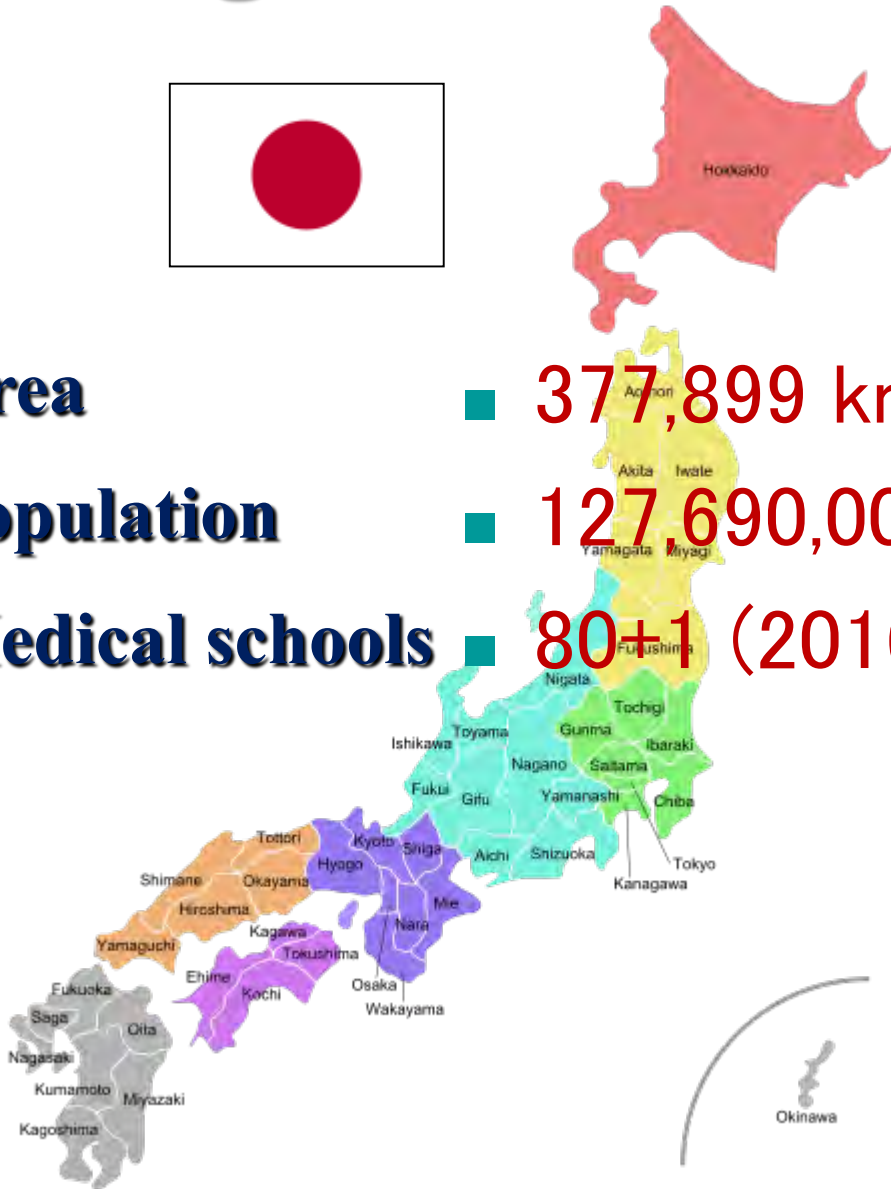 Hokkaido
rea ■ 377,899 k
Aomori
Akita Iwate
opulation ■ 127,690,00
Yamagata Miyagi
edical schools ■ 80+1 (201
Fukushima
Nigata
Tochigi
Gunma
Ishikawa Toyama Ibaraki
Nagano Saitama
Fukui Gifu Yamanashi Chiba
Tottori Kyoto Shiga
Hyogo Aichi Shizuoka
Tokyo
Shimane Okayama Kanagawa
Hiroshima Mie
Nara
Kagawa
Yamaguchi Tokushima
Ehime Kochi Osaka
Fukuoka Wakayama
Saga Oita
Nagasaki
Kumamoto Miyazaki
Okinawa
Kagoshima